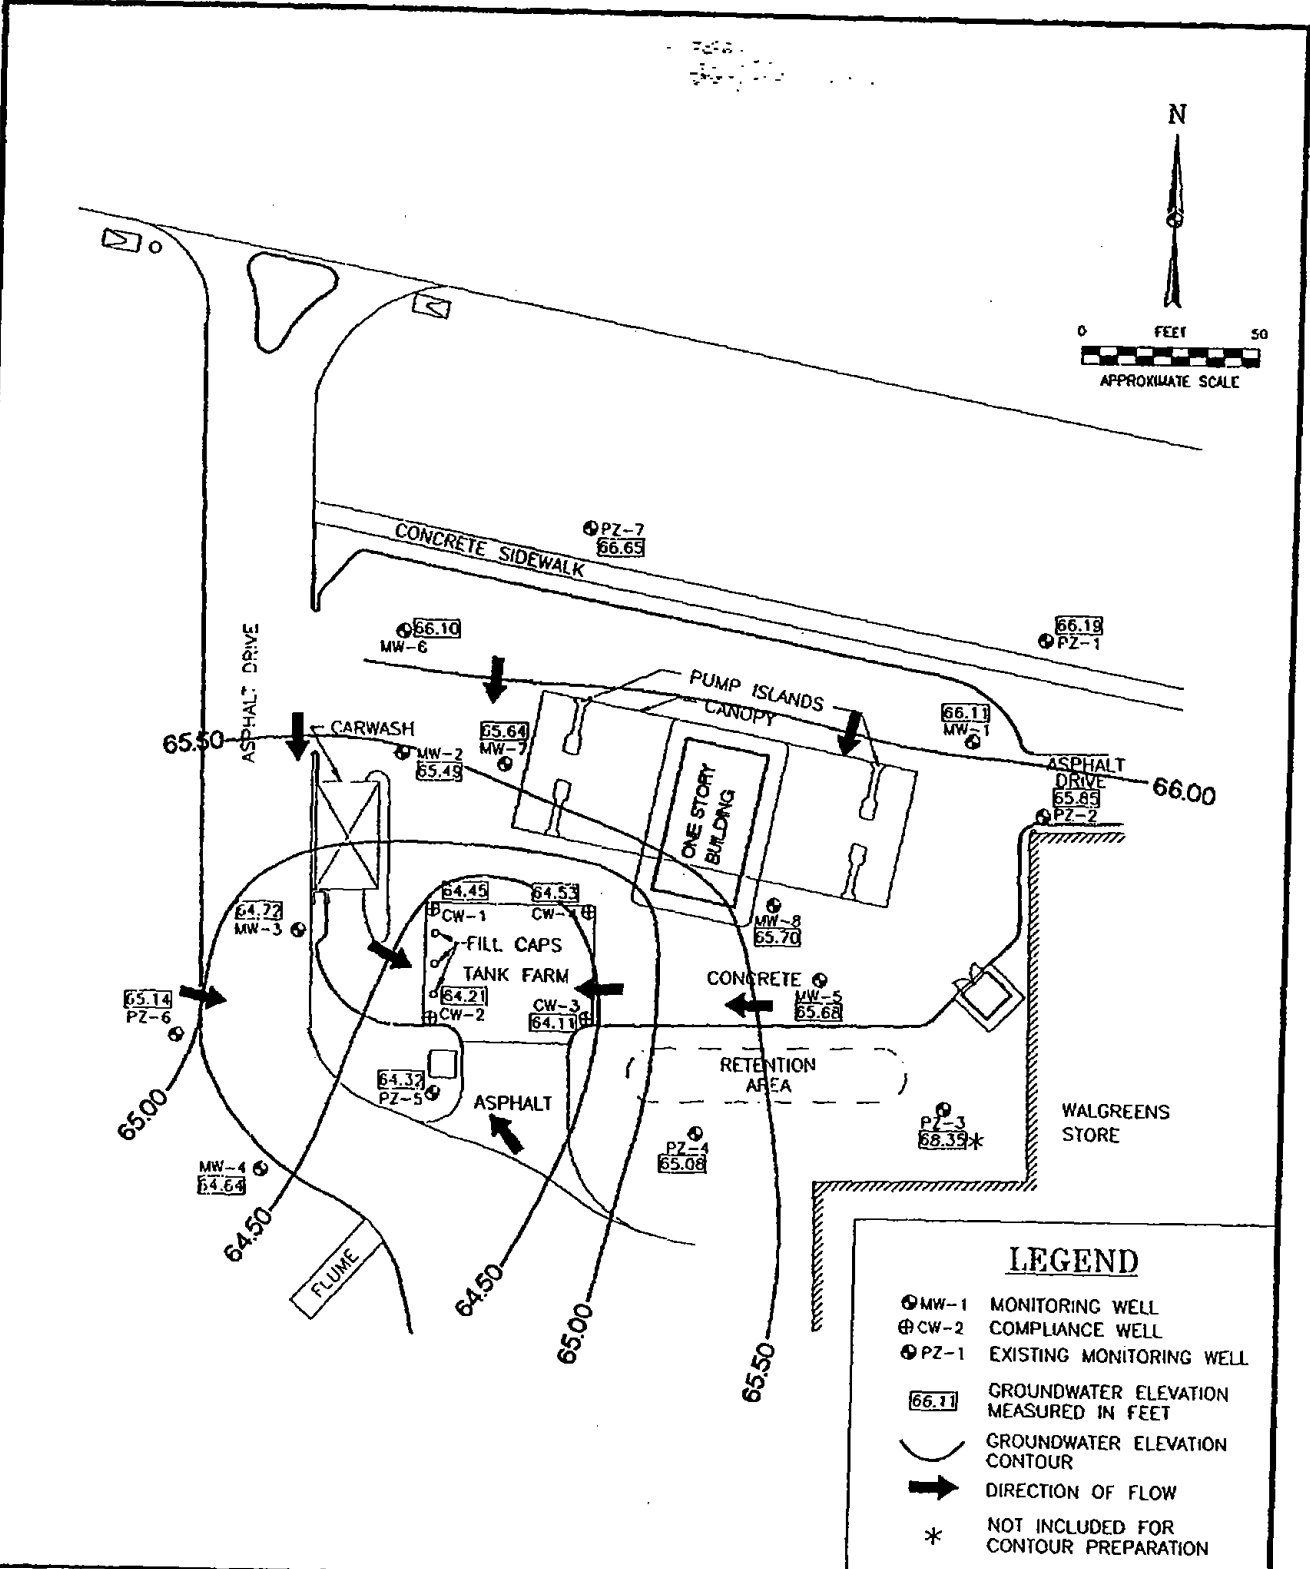 N
0 FEET 50
APPROXIMATE SCALE
PZ-7
66.65
CONCRETE SIDEWALK
66.19
PZ-1
66.10
MW-6
ASPHALT DRIVE
PUMP ISLANDS
CANOPY
66.11
MW-1
CARWASH
65.64
MW-7
65.50
MW-2
65.49
ASPHALT
DRIVE
65.85
PZ-2
66.00
ONE STORY
BUILDING
64.45
CW-1
64.53
CW-4
64.72
MW-3
MW-8
65.70
FILL CAPS
TANK FARM
CONCRETE
65.14
PZ-6
64.21
CW-2
CW-3
64.11
MW-5
65.68
RETENTION
AREA
64.32
PZ-5
ASPHALT
65.00
PZ-3
68.35*
WALGREENS
STORE
PZ-4
65.08
MW-4
64.64
64.50
FLUME
64.50
65.00
65.50
LEGEND
MW-1 MONITORING WELL
CW-2 COMPLIANCE WELL
PZ-1 EXISTING MONITORING WELL
66.11 GROUNDWATER ELEVATION
MEASURED IN FEET
GROUNDWATER ELEVATION
CONTOUR
DIRECTION OF FLOW
* NOT INCLUDED FOR
CONTOUR PREPARATION